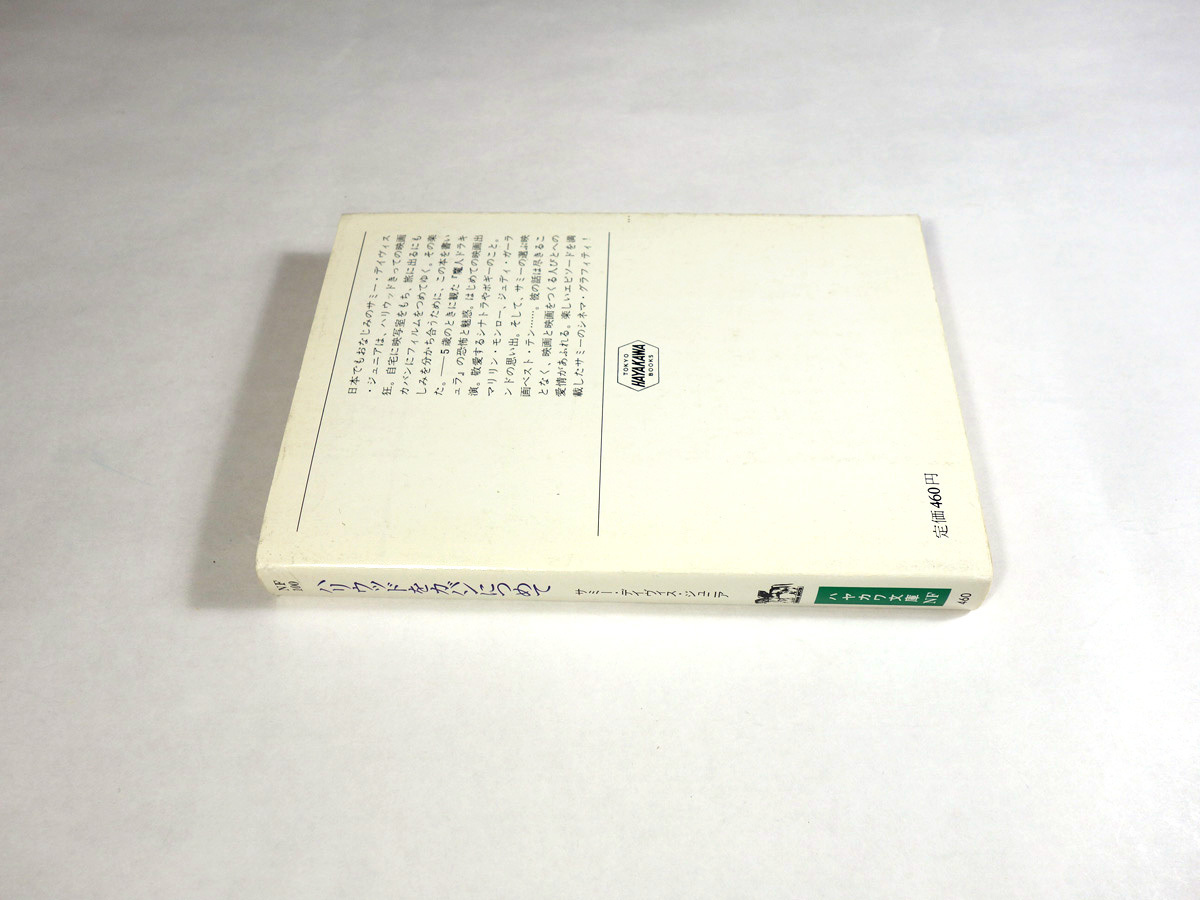 日本でもおなじみのサミー・デイヴィス
・ジュニアは、ハリウッドきっての映画
狂。自宅に映写室をもち、旅に出るにも
カバンにフィルムをつめてゆく。その楽
しみを分かち合うために、この本を書い
た。――5歳のときに観た『魔人ドラキ
ュラ』の恐怖と魅惑。はじめての映画出
演。敬愛するシナトラやボギーのこと。
マリリン・モンロー、ジュディ・ガーラ
ンドの思い出。そして、サミーの選ぶ映
画ベスト・テン……。彼の話は尽きるこ
となく、映画と映画をつくる人びとへの
愛情があふれる。楽しいエピソードを満
載したサミーのシネマ・グラフィティ！
TOKYO
HAYAKAWA
BOOKS
定価460円
NF
100
ハリウッドをカバンにつめて
サミー・デイヴィス・ジュニア
ハヤカワ文庫 NF
460